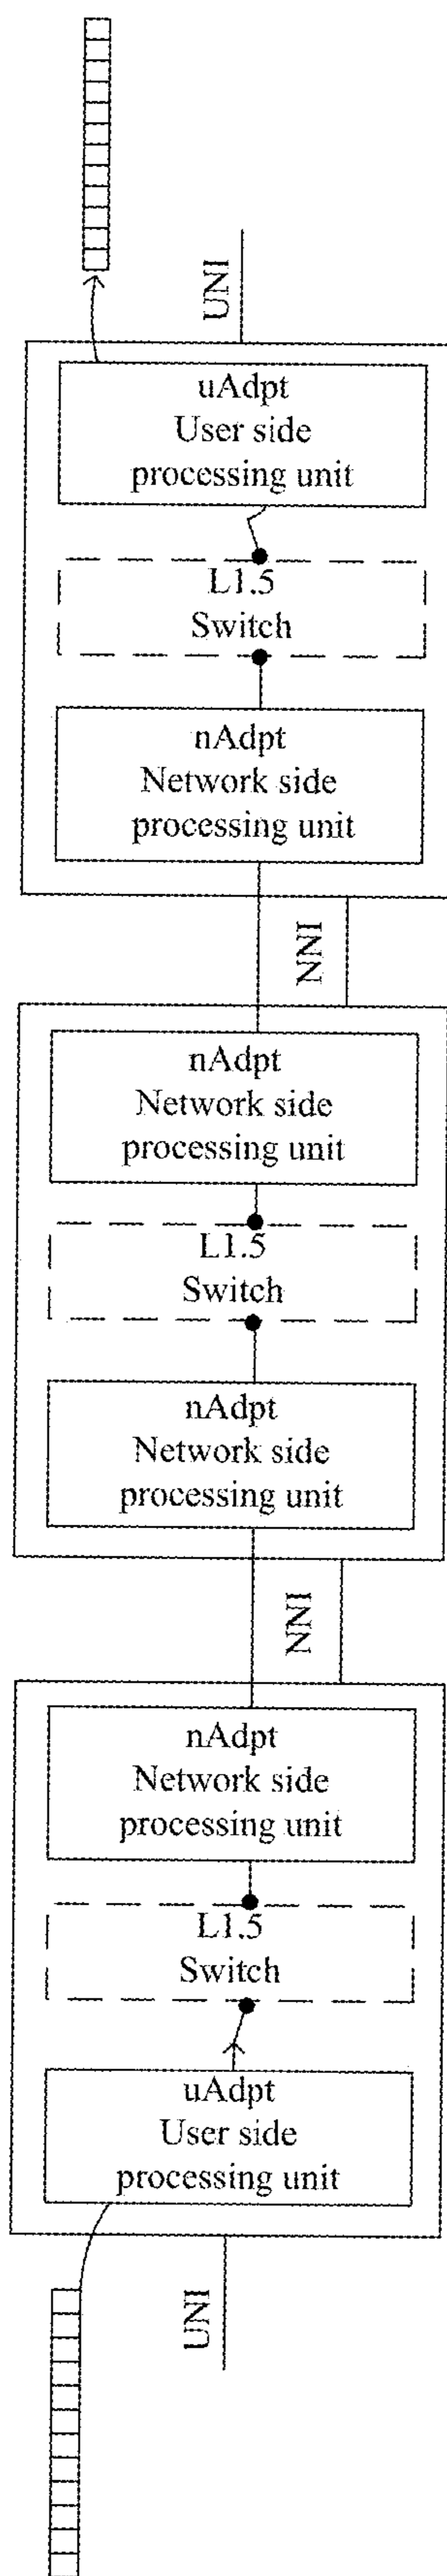 UNI
uAdpt
User side
processing unit
L1.5
Switch
nAdpt
Network side
processing unit
NNI
nAdpt
Network side
processing unit
L1.5
Switch
nAdpt
Network side
processing unit
NNI
nAdpt
Network side
processing unit
L1.5
Switch
uAdpt
User side
processing unit
UNI